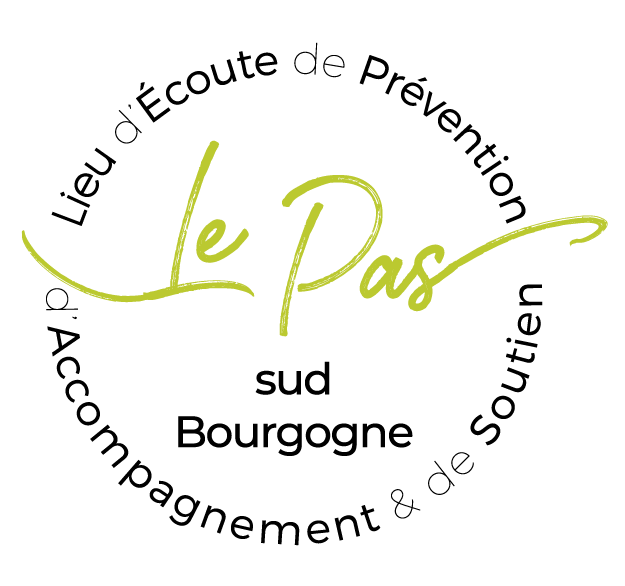 Lieu d'Écoute de Prévention
Le Pas
sud
Bourgogne
d'Accompagnement & de Soutien